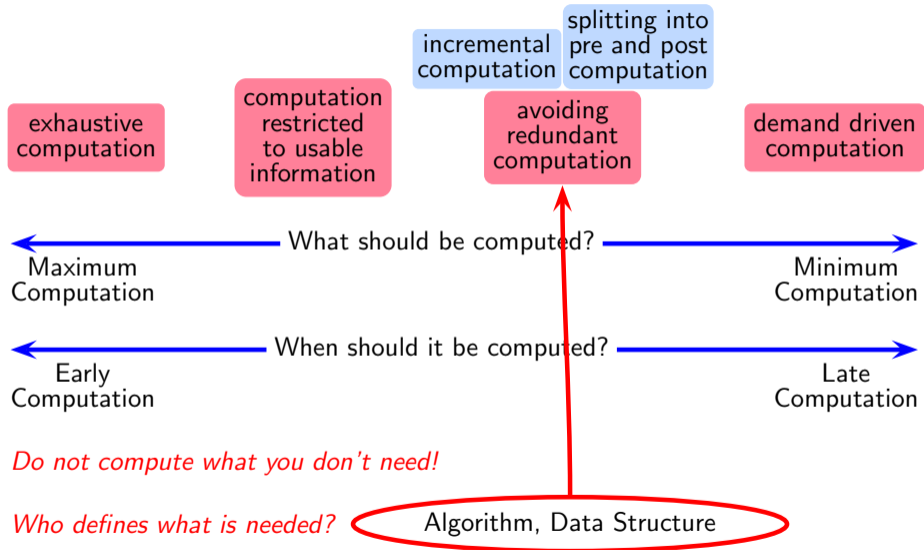 incremental
computation
splitting into
pre and post
computation
exhaustive
computation
computation
restricted
to usable
information
avoiding
redundant
computation
demand driven
computation
What should be computed?
Maximum
Computation
Minimum
Computation
When should it be computed?
Early
Computation
Late
Computation
Do not compute what you don't need!
Who defines what is needed?
Algorithm, Data Structure